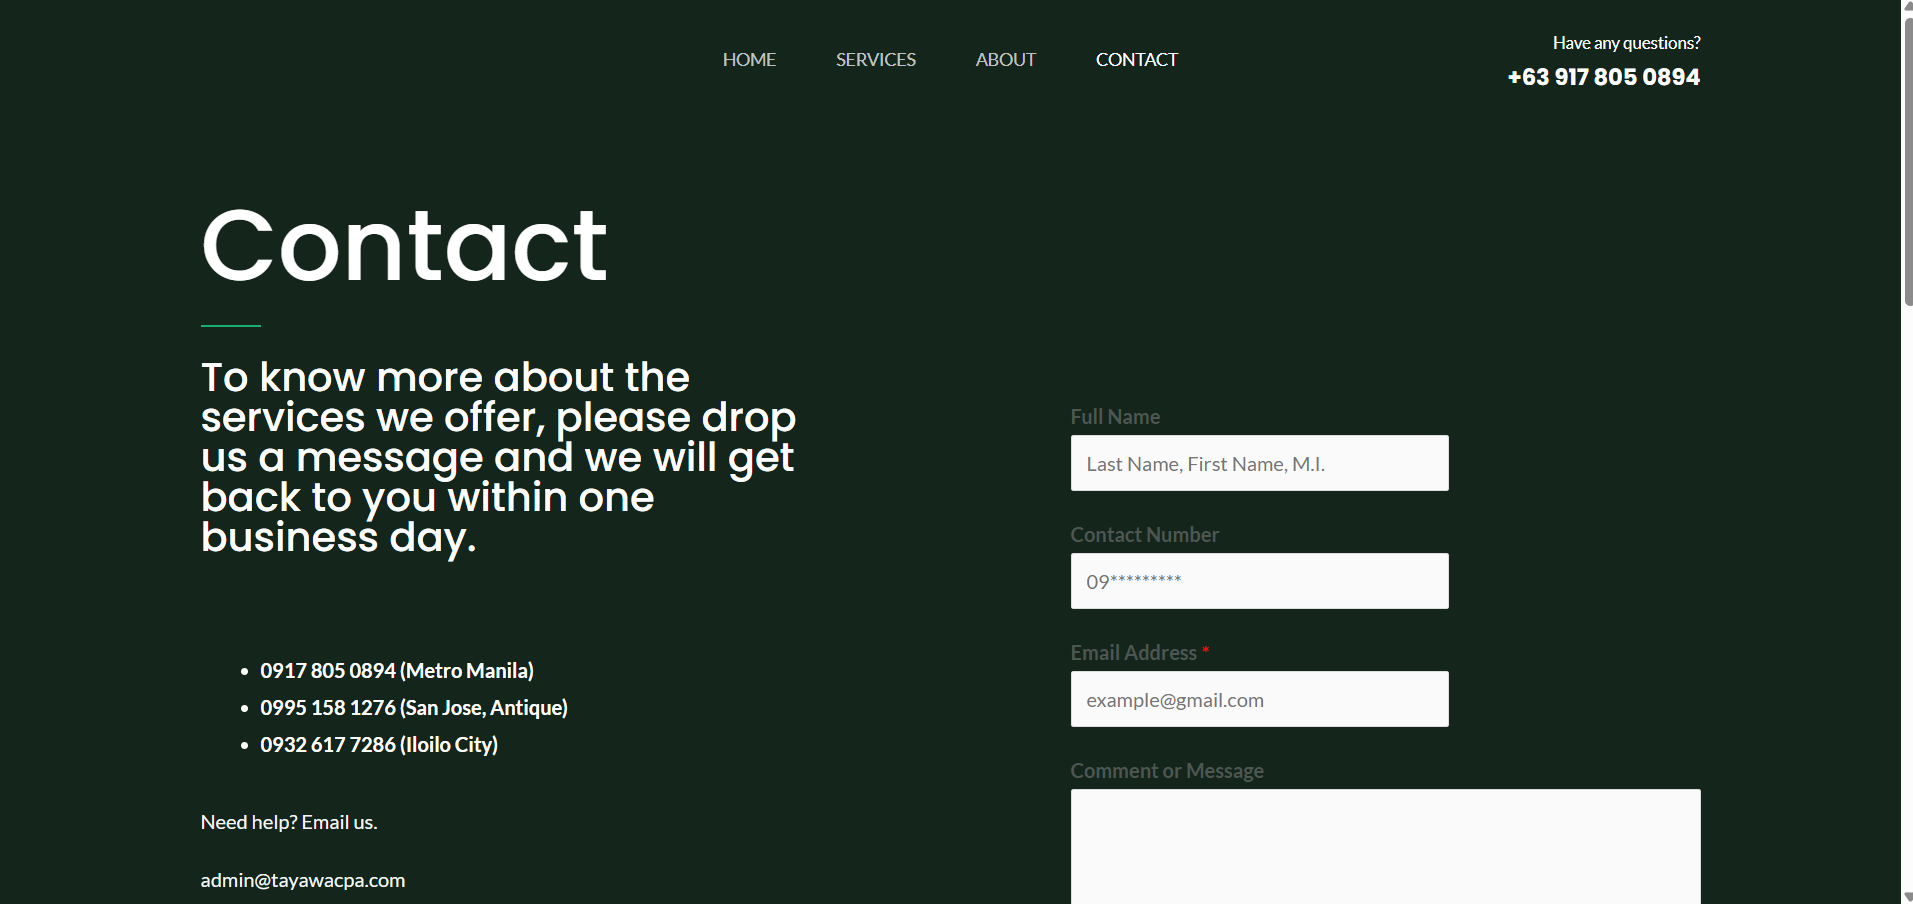 HOME SERVICES ABOUT CONTACT
Have any questions?
+63 917 805 0894
Contact
To know more about the
services we offer, please drop
us a message and we will get
back to you within one
business day.
0917 805 0894 (Metro Manila)
0995 158 1276 (San Jose, Antique)
0932 617 7286 (Iloilo City)
Need help? Email us.
admin@tayawacpa.com
Full Name
Last Name, First Name, M.I.
Contact Number
09*********
Email Address *
example@gmail.com
Comment or Message